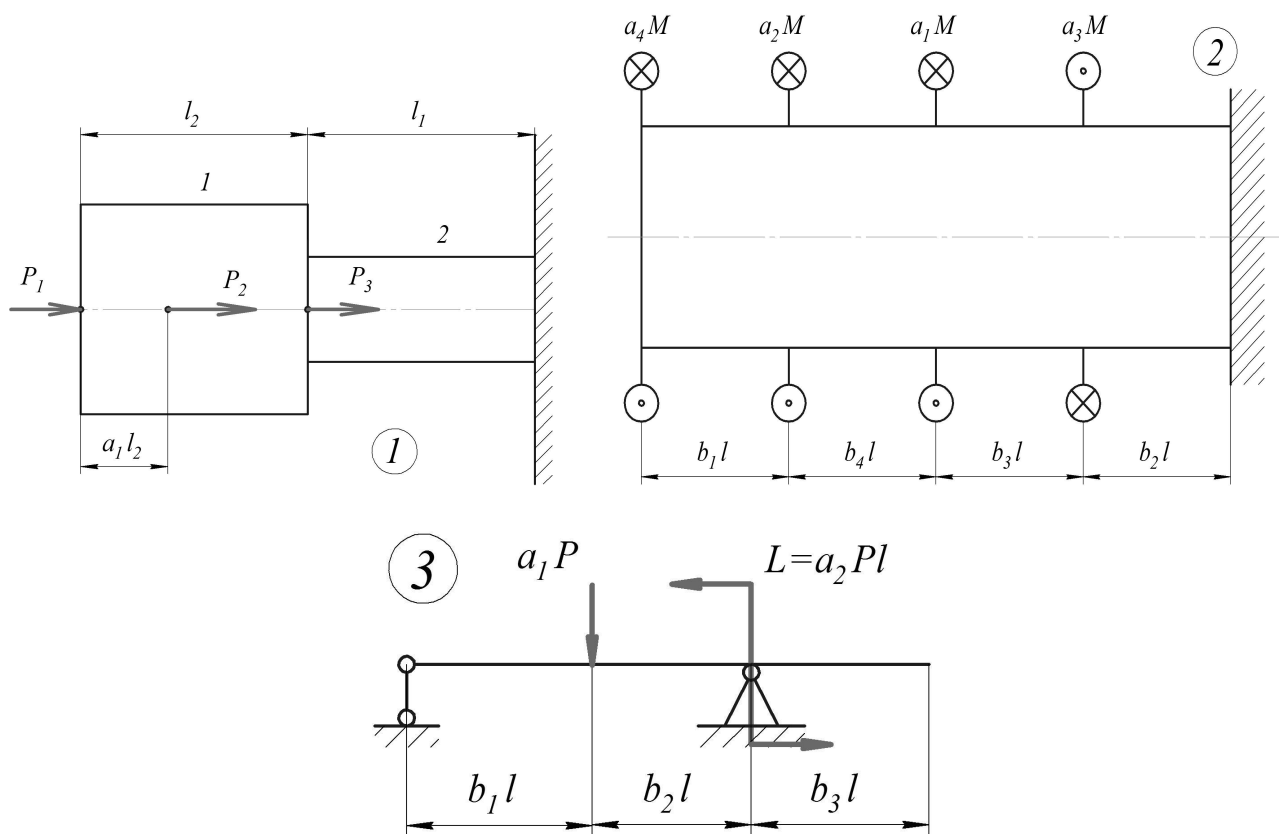 a₄M a₂M a₁M a₃M 2
l₂ l₁
1
2
P₁ P₂ P₃
a₁l₂
1
b₁l b₄l b₃l b₂l
3
a₁P L=a₂Pl
b₁l b₂l b₃l